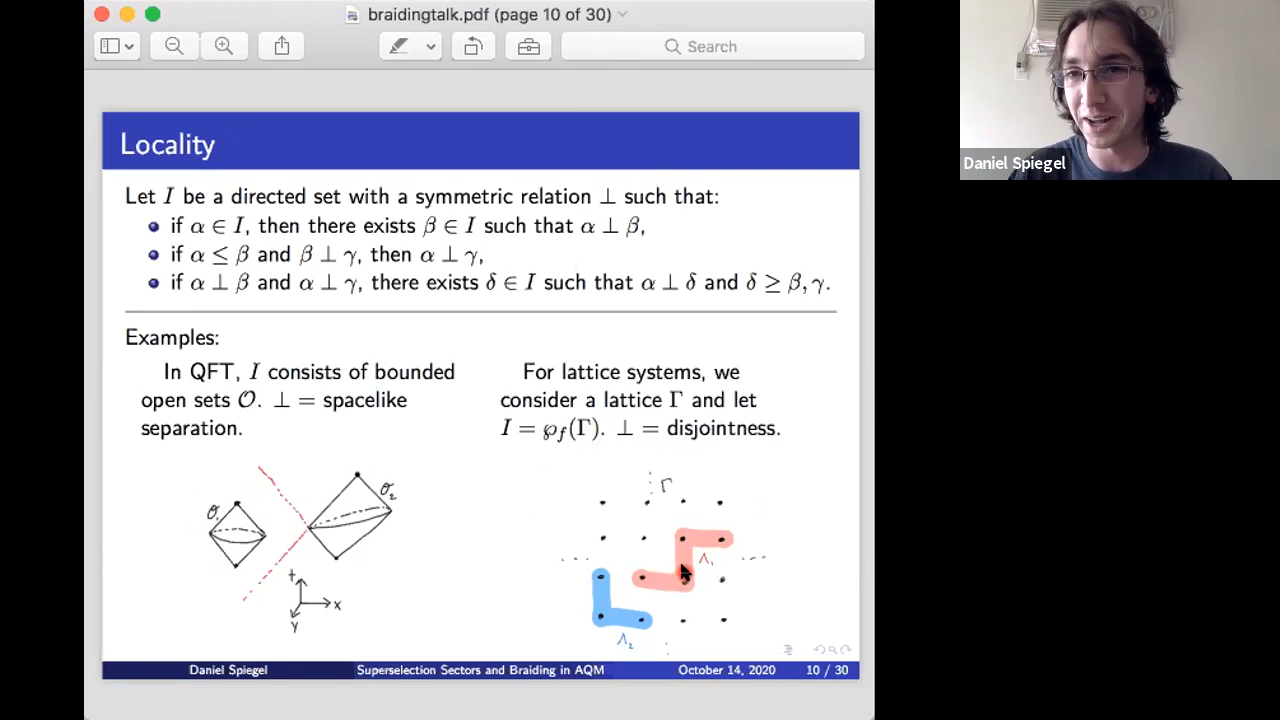 braidingtalk.pdf (page 10 of 30)
Search
Daniel Spiegel
Locality
Let I be a directed set with a symmetric relation ⊥ such that:
if α ∈ I, then there exists β ∈ I such that α ⊥ β,
if α ≤ β and β ⊥ γ, then α ⊥ γ,
if α ⊥ β and α ⊥ γ, there exists δ ∈ I such that α ⊥ δ and δ ≥ β, γ.
Examples:
In QFT, I consists of bounded
open sets 𝒪. ⊥ = spacelike
separation.
For lattice systems, we
consider a lattice Γ and let
I = ℘f(Γ). ⊥ = disjointness.
𝒪₁
𝒪₂
t
x
y
Γ
Λ₁
Λ₂
Daniel Spiegel
Superselection Sectors and Braiding in AQM
October 14, 2020
10 / 30